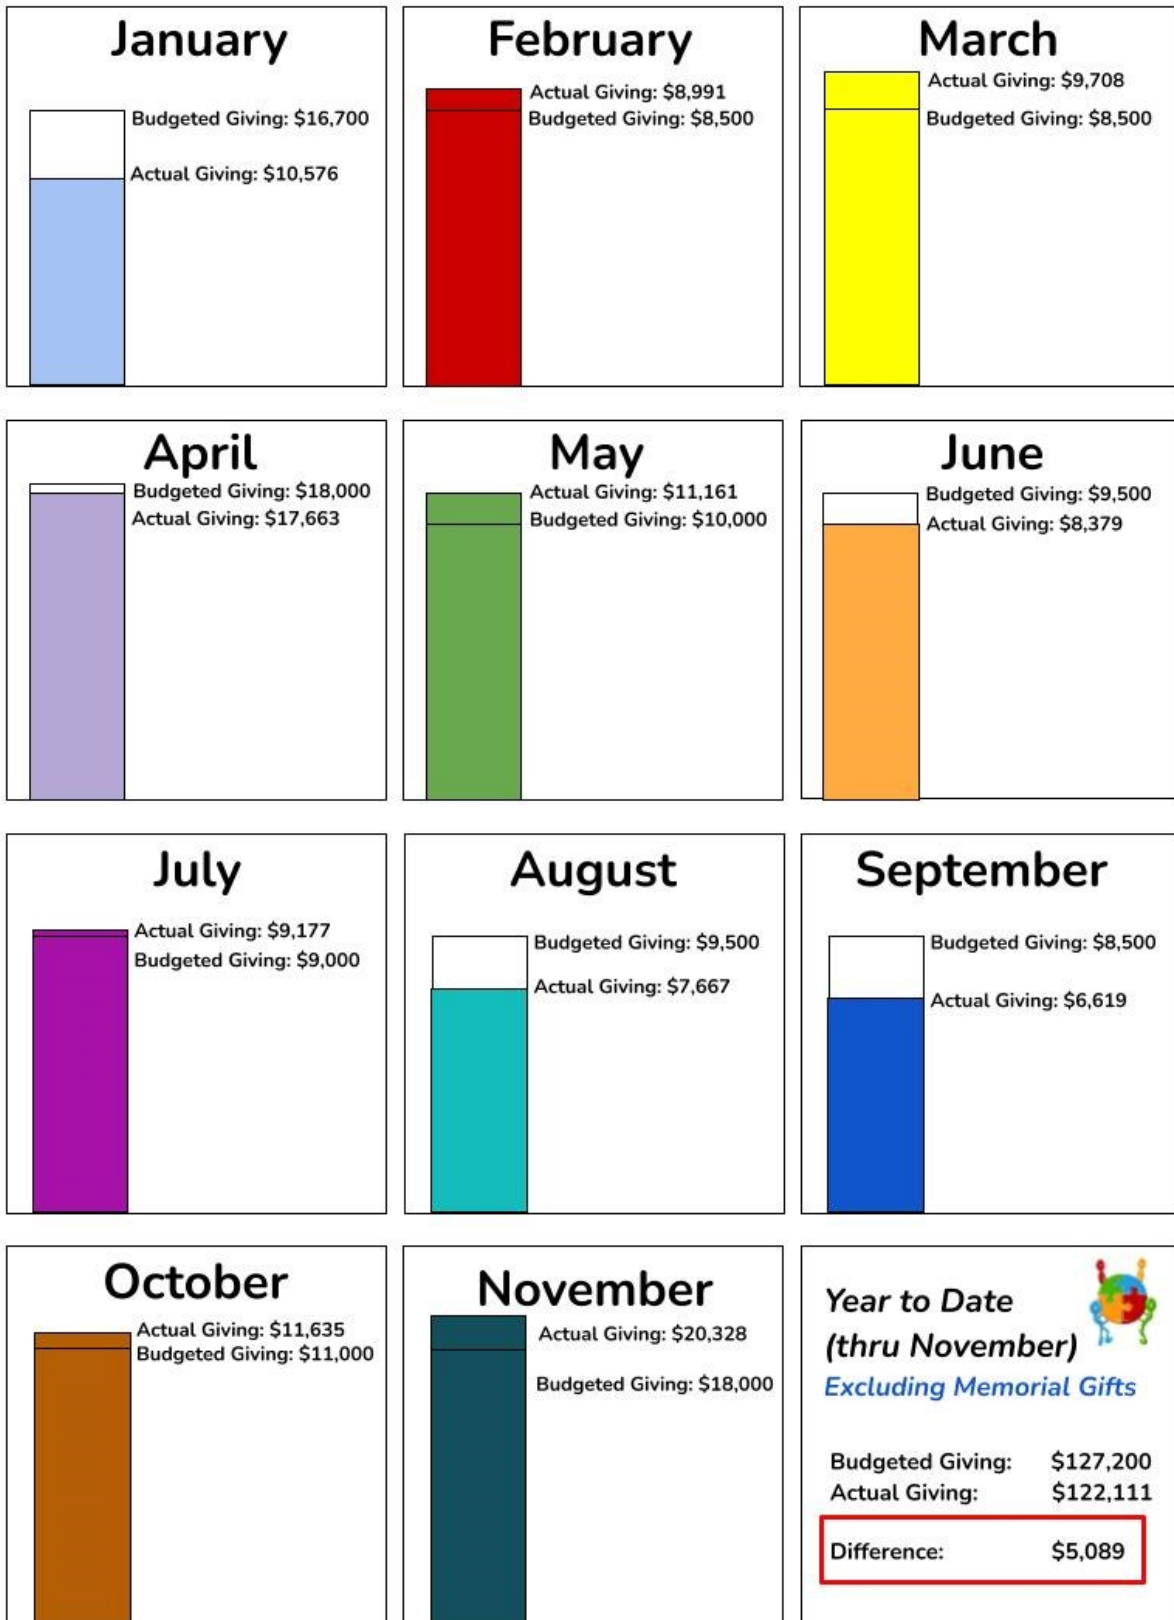 January
Budgeted Giving: $16,700
Actual Giving: $10,576
February
Actual Giving: $8,991
Budgeted Giving: $8,500
March
Actual Giving: $9,708
Budgeted Giving: $8,500
April
Budgeted Giving: $18,000
Actual Giving: $17,663
May
Actual Giving: $11,161
Budgeted Giving: $10,000
June
Budgeted Giving: $9,500
Actual Giving: $8,379
July
Actual Giving: $9,177
Budgeted Giving: $9,000
August
Budgeted Giving: $9,500
Actual Giving: $7,667
September
Budgeted Giving: $8,500
Actual Giving: $6,619
October
Actual Giving: $11,635
Budgeted Giving: $11,000
November
Actual Giving: $20,328
Budgeted Giving: $18,000
Year to Date
(thru November)
Excluding Memorial Gifts
Budgeted Giving: $127,200
Actual Giving: $122,111
Difference: $5,089